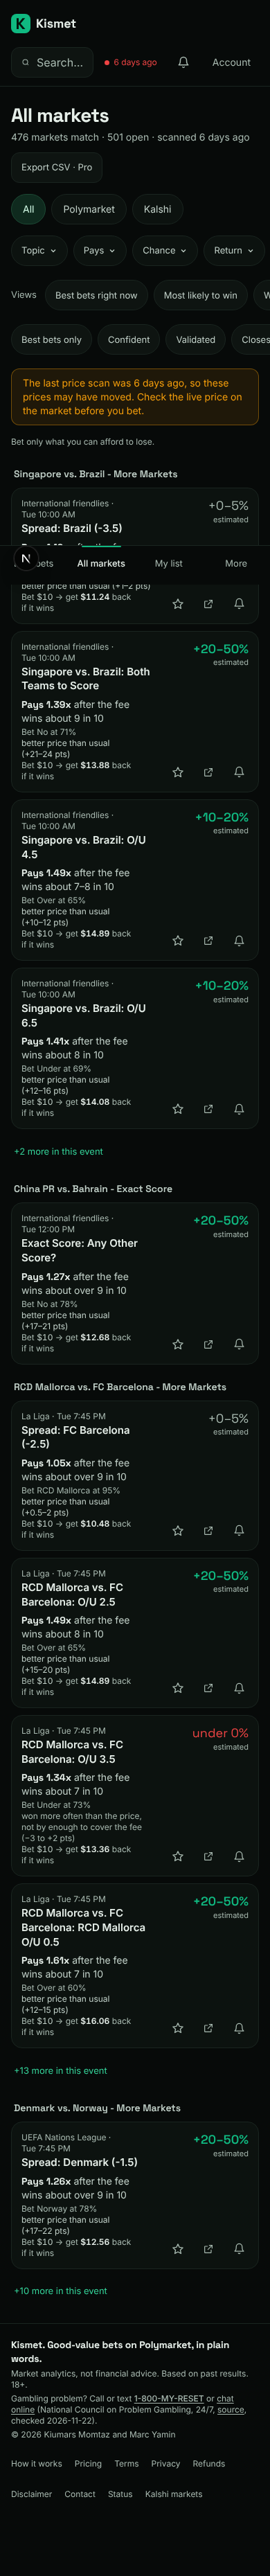 Kismet
Search...
6 days ago
Account
All markets
476 markets match · 501 open · scanned 6 days ago
Export CSV · Pro
All
Polymarket
Kalshi
Topic
Pays
Chance
Return
Views
Best bets right now
Most likely to win
Best bets only
Confident
Validated
Closes
The last price scan was 6 days ago, so these
prices may have moved. Check the live price on
the market before you bet.
Bet only what you can afford to lose.
Singapore vs. Brazil - More Markets
International friendlies ·
Tue 10:00 AM
+0–5%
estimated
Spread: Brazil (-3.5)
N
All markets
My list
More
better price than usual (+1–2 pts)
Bet $10 → get $11.24 back
if it wins
International friendlies ·
Tue 10:00 AM
+20–50%
estimated
Singapore vs. Brazil: Both
Teams to Score
Pays 1.39x after the fee
wins about 9 in 10
Bet No at 71%
better price than usual
(+21–24 pts)
Bet $10 → get $13.88 back
if it wins
International friendlies ·
Tue 10:00 AM
+10–20%
estimated
Singapore vs. Brazil: O/U
4.5
Pays 1.49x after the fee
wins about 7–8 in 10
Bet Over at 65%
better price than usual
(+10–12 pts)
Bet $10 → get $14.89 back
if it wins
International friendlies ·
Tue 10:00 AM
+10–20%
estimated
Singapore vs. Brazil: O/U
6.5
Pays 1.41x after the fee
wins about 8 in 10
Bet Under at 69%
better price than usual
(+12–16 pts)
Bet $10 → get $14.08 back
if it wins
+2 more in this event
China PR vs. Bahrain - Exact Score
International friendlies ·
Tue 12:00 PM
+20–50%
estimated
Exact Score: Any Other
Score?
Pays 1.27x after the fee
wins about over 9 in 10
Bet No at 78%
better price than usual
(+17–21 pts)
Bet $10 → get $12.68 back
if it wins
RCD Mallorca vs. FC Barcelona - More Markets
La Liga · Tue 7:45 PM
+0–5%
estimated
Spread: FC Barcelona
(-2.5)
Pays 1.05x after the fee
wins about over 9 in 10
Bet RCD Mallorca at 95%
better price than usual
(+0.5–2 pts)
Bet $10 → get $10.48 back
if it wins
La Liga · Tue 7:45 PM
+20–50%
estimated
RCD Mallorca vs. FC
Barcelona: O/U 2.5
Pays 1.49x after the fee
wins about 8 in 10
Bet Over at 65%
better price than usual
(+15–20 pts)
Bet $10 → get $14.89 back
if it wins
La Liga · Tue 7:45 PM
under 0%
estimated
RCD Mallorca vs. FC
Barcelona: O/U 3.5
Pays 1.34x after the fee
wins about 7 in 10
Bet Under at 73%
won more often than the price,
not by enough to cover the fee
(−3 to +2 pts)
Bet $10 → get $13.36 back
if it wins
La Liga · Tue 7:45 PM
+20–50%
estimated
RCD Mallorca vs. FC
Barcelona: RCD Mallorca
O/U 0.5
Pays 1.61x after the fee
wins about 7 in 10
Bet Over at 60%
better price than usual
(+12–15 pts)
Bet $10 → get $16.06 back
if it wins
+13 more in this event
Denmark vs. Norway - More Markets
UEFA Nations League ·
Tue 7:45 PM
+20–50%
estimated
Spread: Denmark (-1.5)
Pays 1.26x after the fee
wins about over 9 in 10
Bet Norway at 78%
better price than usual
(+17–22 pts)
Bet $10 → get $12.56 back
if it wins
+10 more in this event
Kismet. Good-value bets on Polymarket, in plain
words.
Market analytics, not financial advice. Based on past results.
18+.
Gambling problem? Call or text 1-800-MY-RESET or chat
online (National Council on Problem Gambling, 24/7, source,
checked 2026-11-22).
© 2026 Kiumars Momtaz and Marc Yamin
How it works
Pricing
Terms
Privacy
Refunds
Disclaimer
Contact
Status
Kalshi markets